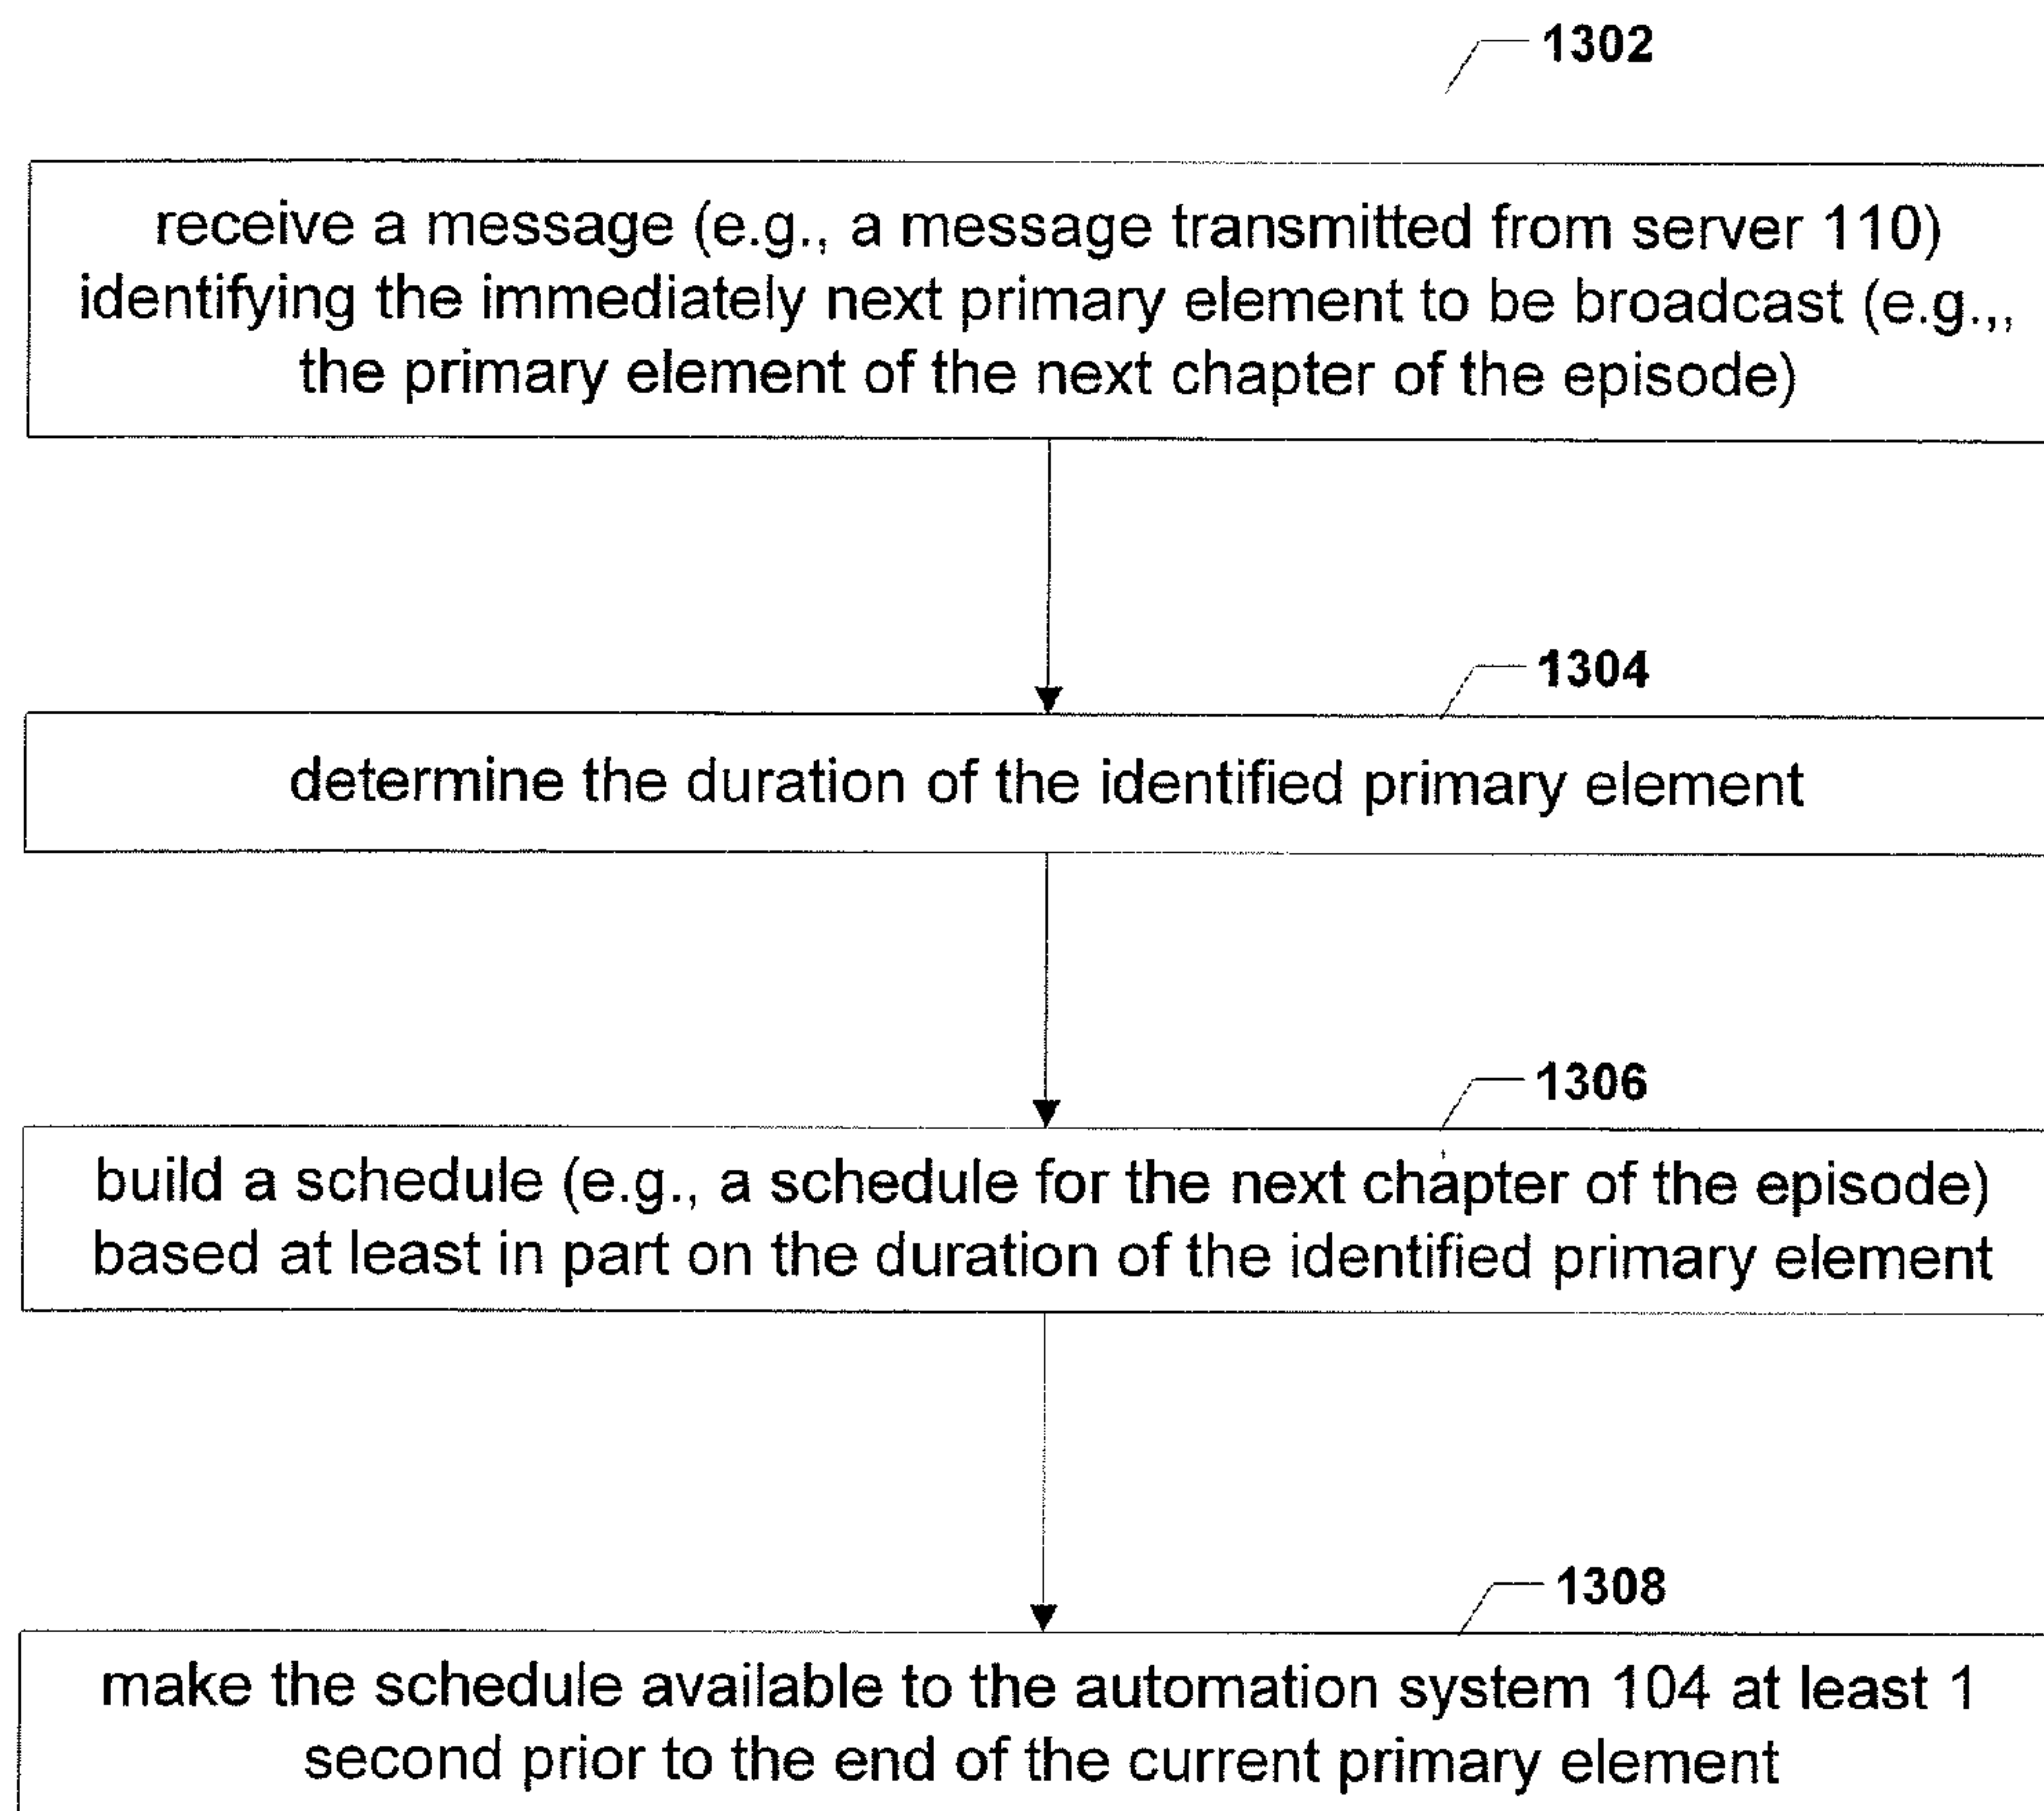 1302
receive a message (e.g., a message transmitted from server 110)
identifying the immediately next primary element to be broadcast (e.g.,,
the primary element of the next chapter of the episode)
1304
determine the duration of the identified primary element
1306
build a schedule (e.g., a schedule for the next chapter of the episode)
based at least in part on the duration of the identified primary element
1308
make the schedule available to the automation system 104 at least 1
second prior to the end of the current primary element